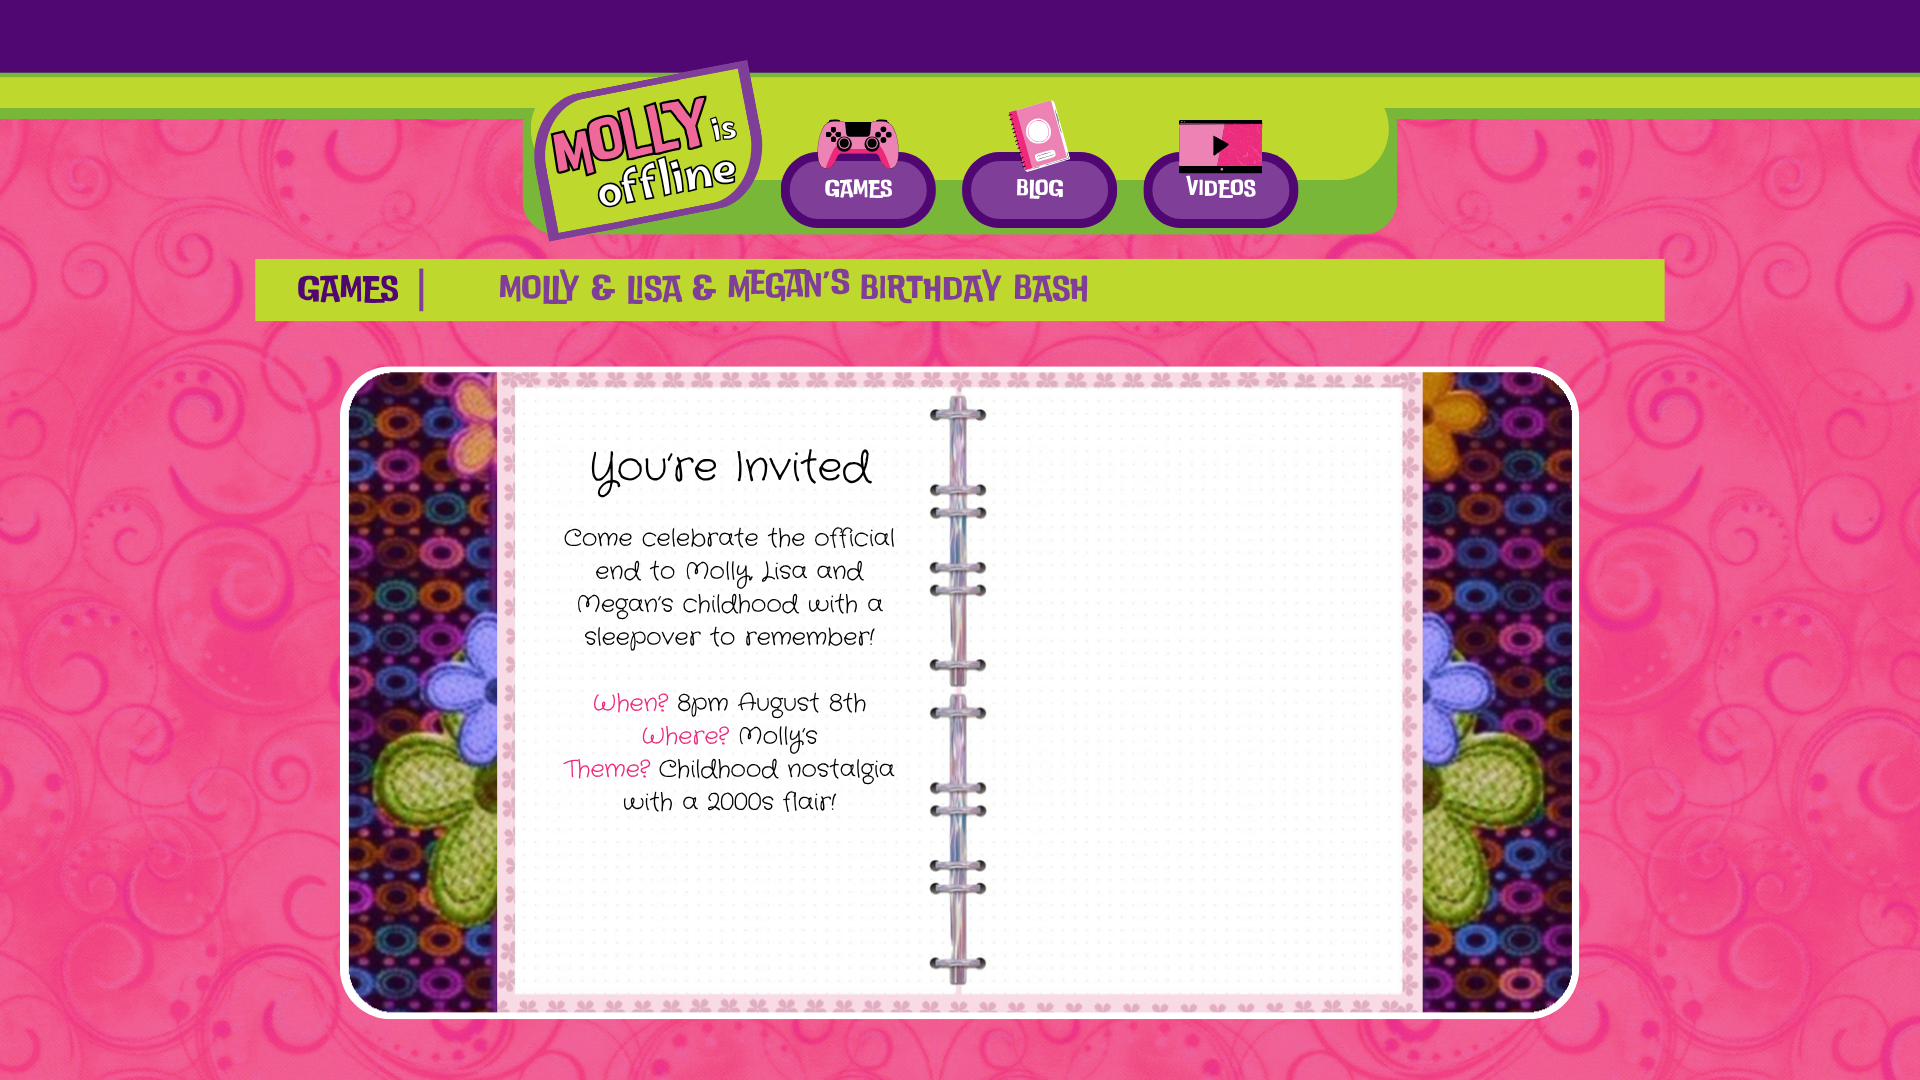 MOLLY is
offline
GAMES
BLOG
VIDEOS
GAMES | MOLLY & LISA & MEGAN'S BIRTHDAY BASH
You're Invited
Come celebrate the official
end to Molly, Lisa and
Megan's childhood with a
sleepover to remember!
When? 8pm August 8th
Where? Molly's
Theme? Childhood nostalgia
with a 2000s flair!